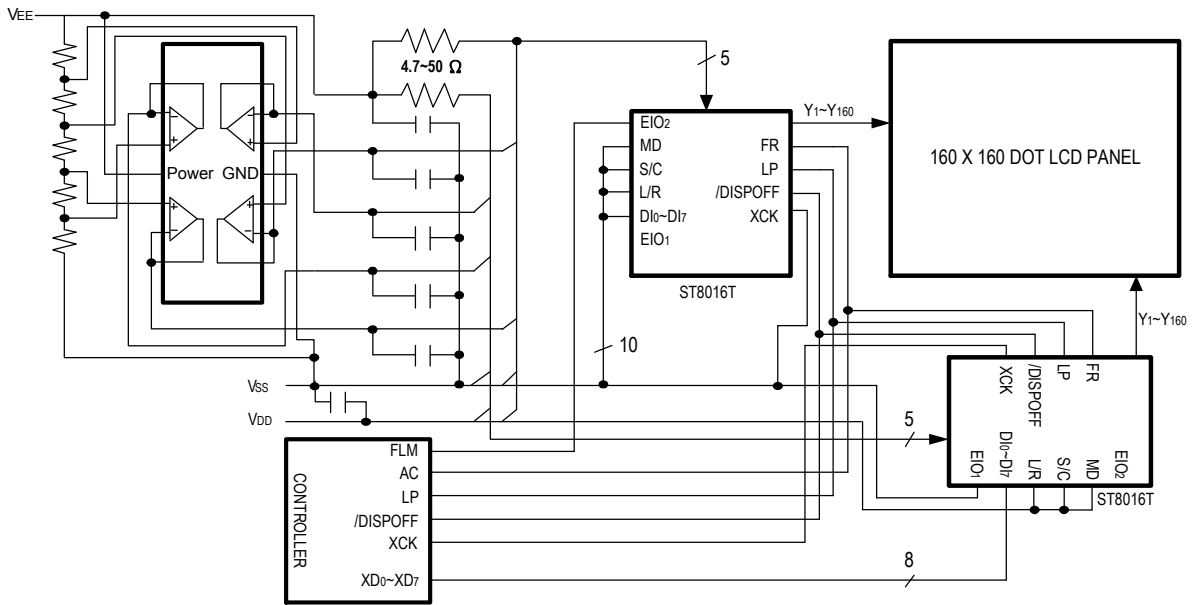 VEE
4.7~50 Ω
5
Power GND
EIO2
MD
S/C
L/R
DI0~DI7
EIO1
FR
LP
/DISPOFF
XCK
ST8016T
Y1~Y160
160 X 160 DOT LCD PANEL
Y1~Y160
10
VSS
VDD
5
XCK
/DISPOFF
LP
FR
EIO1
DI0~DI7
L/R
S/C
MD
EIO2
ST8016T
CONTROLLER
FLM
AC
LP
/DISPOFF
XCK
XD0~XD7
8